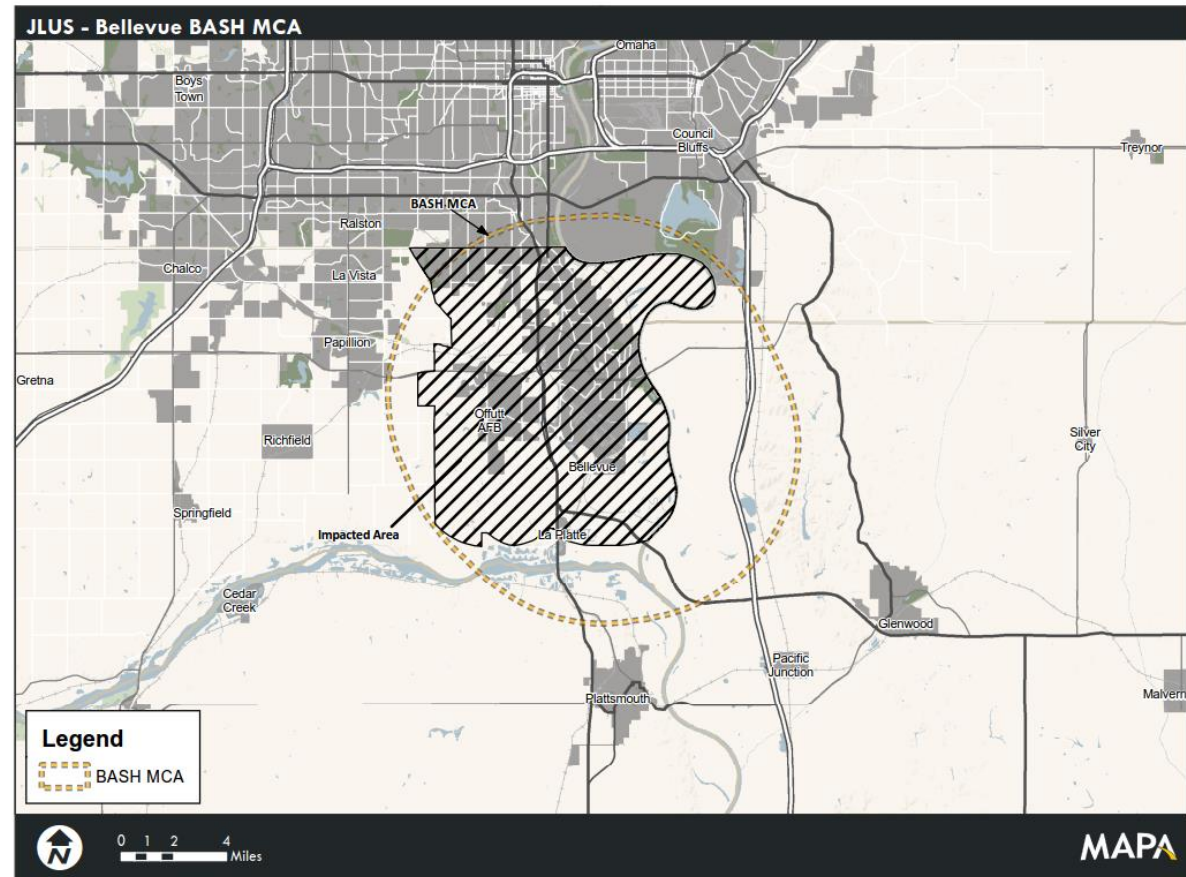 JLUS - Bellevue BASH MCA
Omaha
Boys
Town
Council
Bluffs
Treynor
BASH MCA
Ralston
Chalco
La Vista
Papillion
Gretna
Offutt
AFB
Richfield
Silver
City
Bellevue
Springfield
Impacted Area
La Platte
Cedar
Creek
Glenwood
Pacific
Junction
Plattsmouth
Malvern
Legend
BASH MCA
N
0 1 2 4
Miles
MAPA